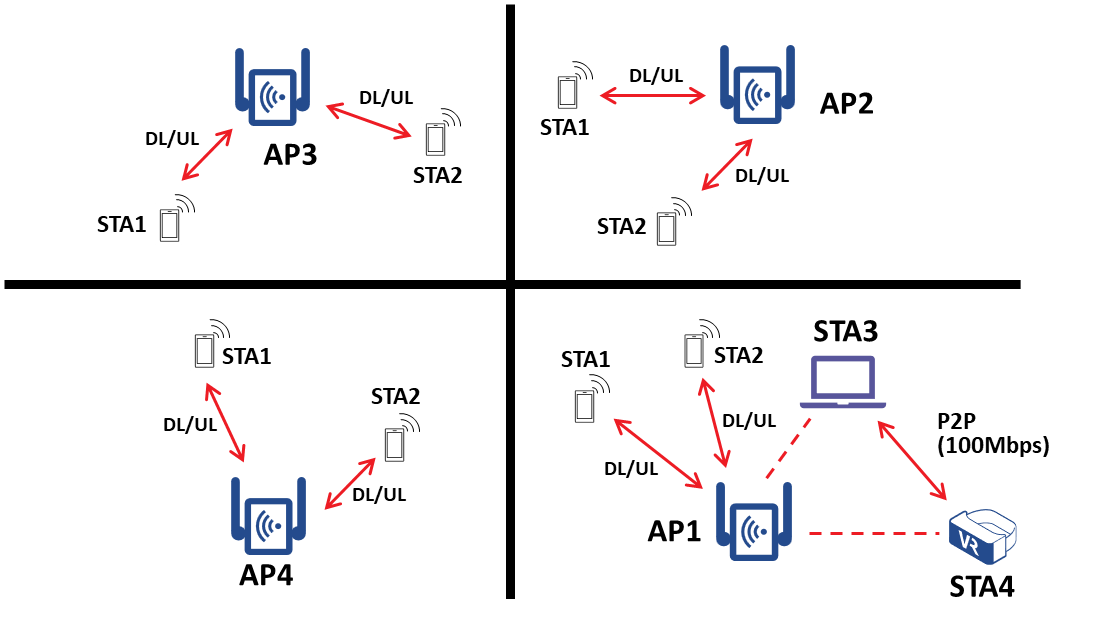 DL/UL
DL/UL
AP3
STA2
STA1
DL/UL
AP2
STA1
DL/UL
STA2
STA1
STA2
DL/UL
DL/UL
AP4
STA3
STA1
STA2
P2P
(100Mbps)
DL/UL
DL/UL
AP1
VR
STA4